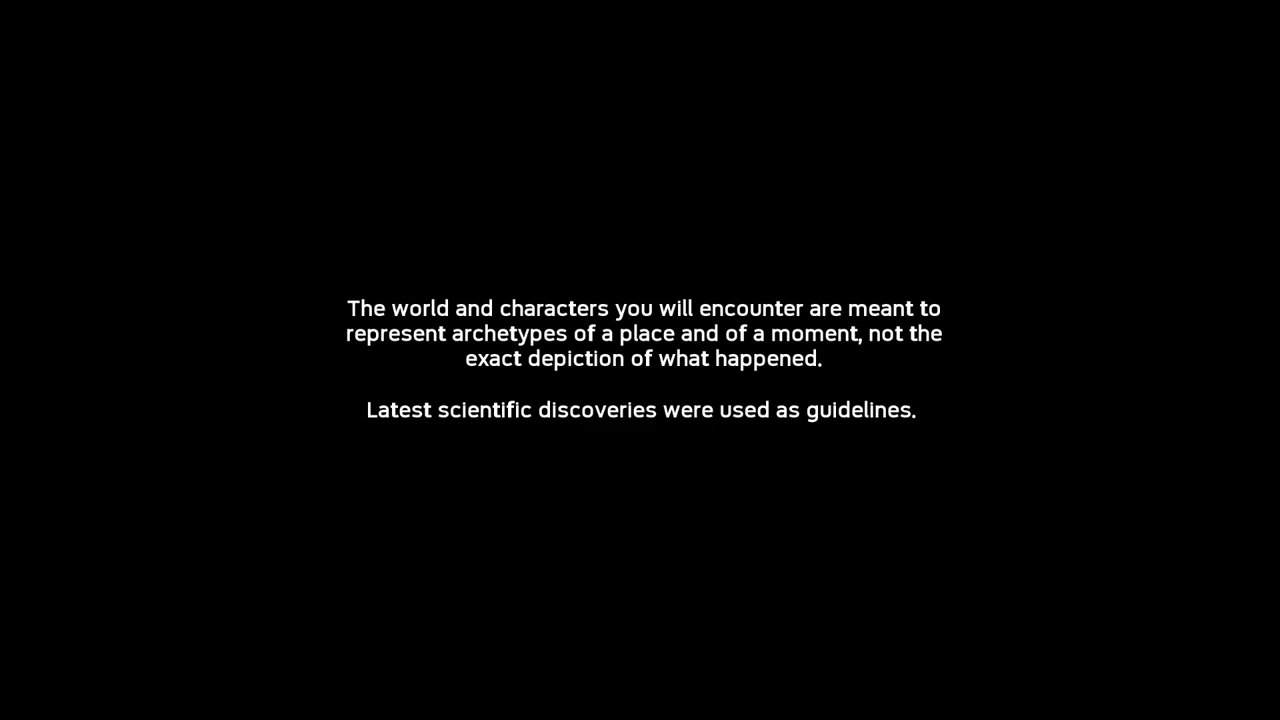 The world and characters you will encounter are meant to
represent archetypes of a place and of a moment, not the
exact depiction of what happened.
Latest scientific discoveries were used as guidelines.